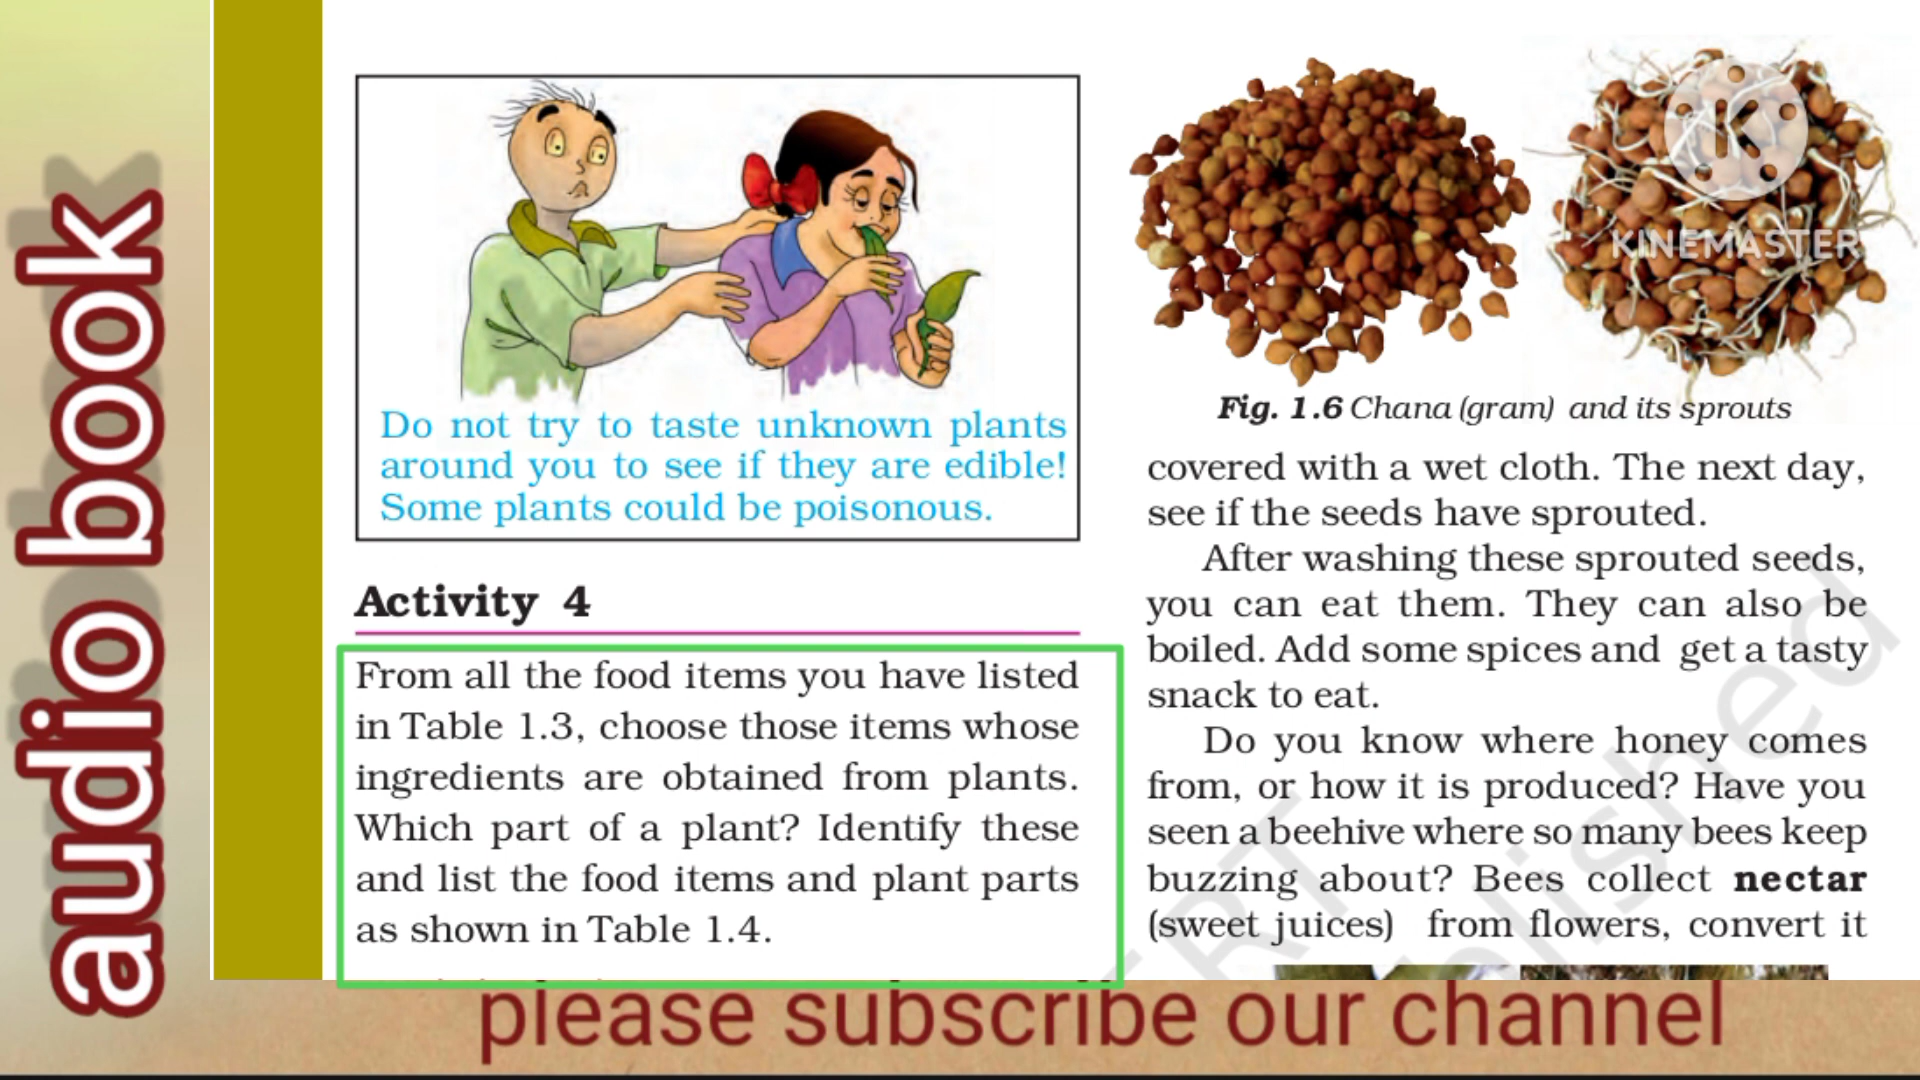 audio book
Do not try to taste unknown plants
around you to see if they are edible!
Some plants could be poisonous.
Activity 4
From all the food items you have listed
in Table 1.3, choose those items whose
ingredients are obtained from plants.
Which part of a plant? Identify these
and list the food items and plant parts
as shown in Table 1.4.
K
KINEMASTER
Fig. 1.6 Chana (gram) and its sprouts
covered with a wet cloth. The next day,
see if the seeds have sprouted.
After washing these sprouted seeds,
you can eat them. They can also be
boiled. Add some spices and get a tasty
snack to eat.
Do you know where honey comes
from, or how it is produced? Have you
seen a beehive where so many bees keep
buzzing about? Bees collect nectar
(sweet juices) from flowers, convert it
please subscribe our channel